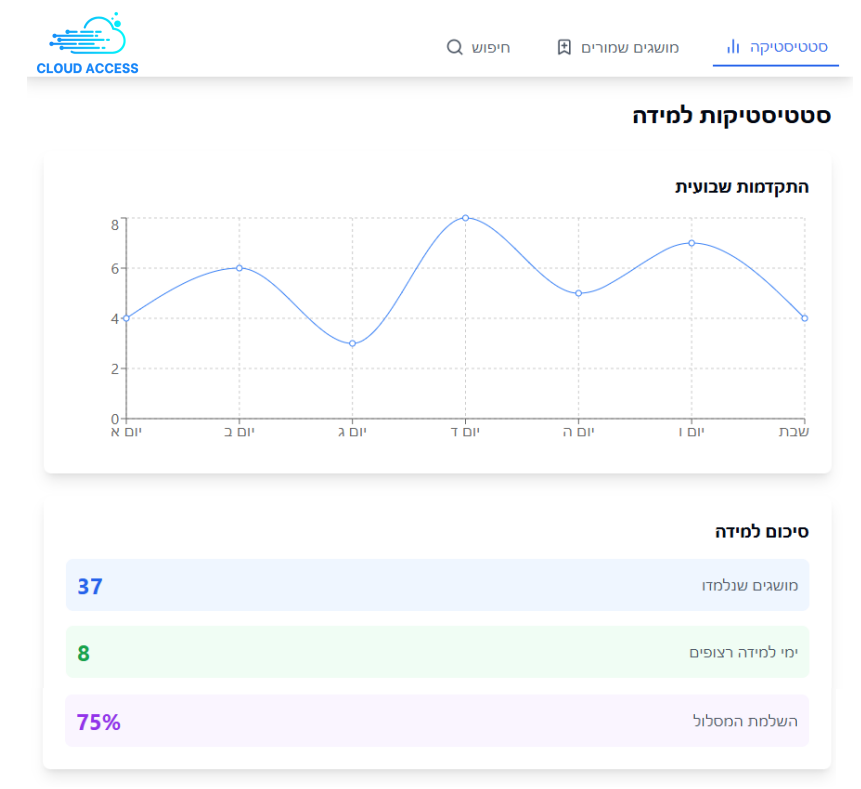 CLOUD ACCESS
סטטיסטיקה
מושגים שמורים
חיפוש
סטטיסטיקות למידה
התקדמות שבועית
8
6
4
2
0
יום א
יום ב
יום ג
יום ד
יום ה
יום ו
שבת
סיכום למידה
מושגים שנלמדו
37
ימי למידה רצופים
8
השלמת המסלול
75%